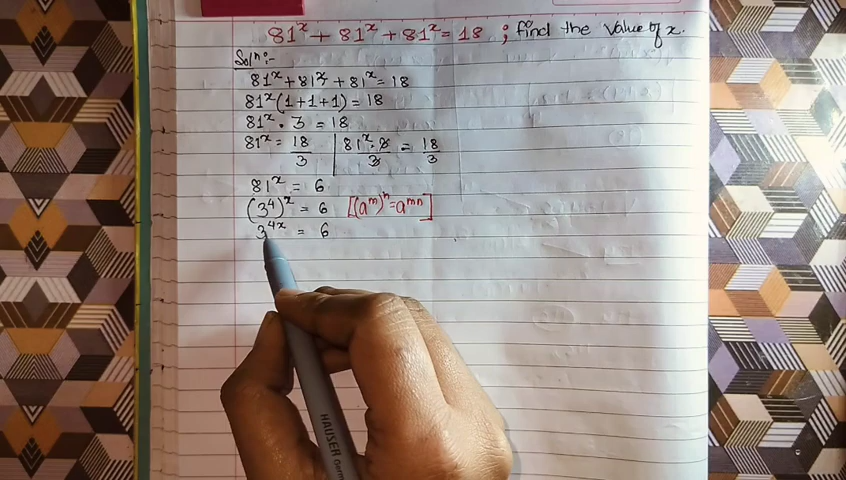 81^x + 81^x + 81^x = 18 ; find the value of x.
Solⁿ:-
81^x + 81^x + 81^x = 18
81^x (1+1+1) = 18
81^x · 3 = 18
81^x = 18/3 | 81^x · 3/3 = 18/3
81^x = 6
(3^4)^x = 6 [(a^m)^n = a^mn]
3^4x = 6
HAUSER Germ